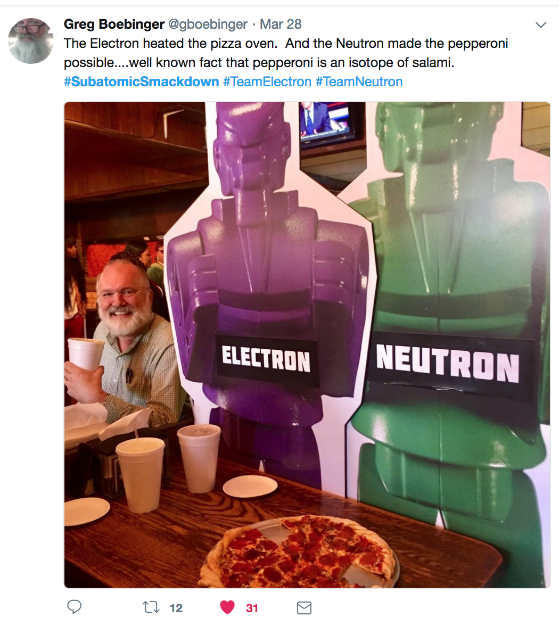 Greg Boebinger @gboebinger · Mar 28
The Electron heated the pizza oven.  And the Neutron made the pepperoni
possible....well known fact that pepperoni is an isotope of salami.
#SubatomicSmackdown #TeamElectron #TeamNeutron
ELECTRON
NEUTRON
12
31